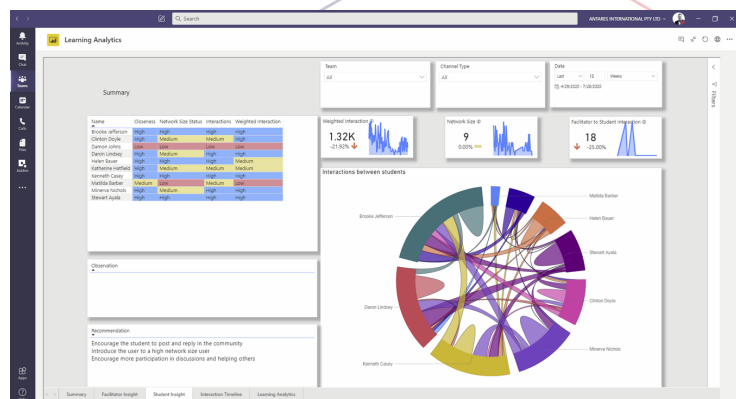 Search
ANTARES INTERNATIONAL PTY LTD
Learning Analytics
Activity
Chat
Teams
Calendar
Calls
Files
Apps
Help
Summary
Team
All
Channel Type
All
Date
Last 13 Weeks
4/29/2020 - 7/28/2020
Filters
Name Closeness Network Size Status Interactions Weighted Interaction
Brooke Jefferson High High High High
Clinton Doyle High Medium Medium High
Damon Johns Low Low Low Low
Daron Lindsey High Medium High High
Helen Bauer High High High Medium
Katherine Hatfield High Medium Medium Medium
Kenneth Casey High High High High
Matilda Barber Medium Low Medium Low
Minerva Nichols High Medium High High
Stewart Ayala High High High High
Weighted Interaction
1.32K
-21.92%
Network Size
9
0.00%
Facilitator to Student Interaction
18
-25.00%
Interactions between students
Matilda Barber
Helen Bauer
Stewart Ayala
Clinton Doyle
Minerva Nichols
Kenneth Casey
Daron Lindsey
Brooke Jefferson
Observation
Recommendation
Encourage the student to post and reply in the community
Introduce the user to a high network size user
Encourage more participation in discussions and helping others
Summary Facilitator Insight Student Insight Interaction Timeline Learning Analytics